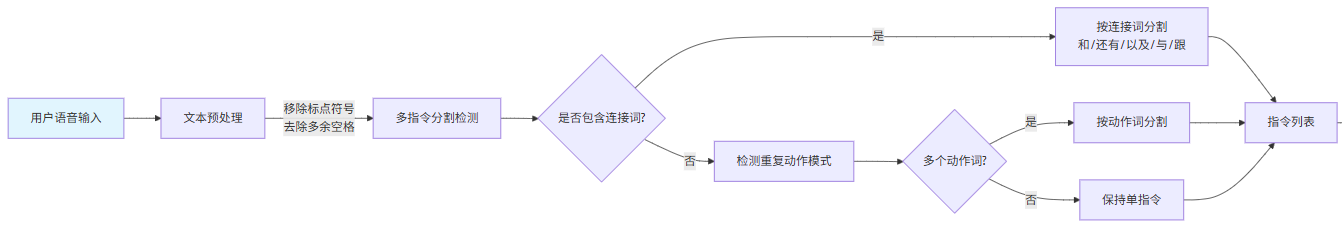 用户语音输入
文本预处理
移除标点符号
去除多余空格
多指令分割检测
是否包含连接词?
是
按连接词分割
和/还有/以及/与/跟
否
检测重复动作模式
多个动作词?
是
按动作词分割
否
保持单指令
指令列表